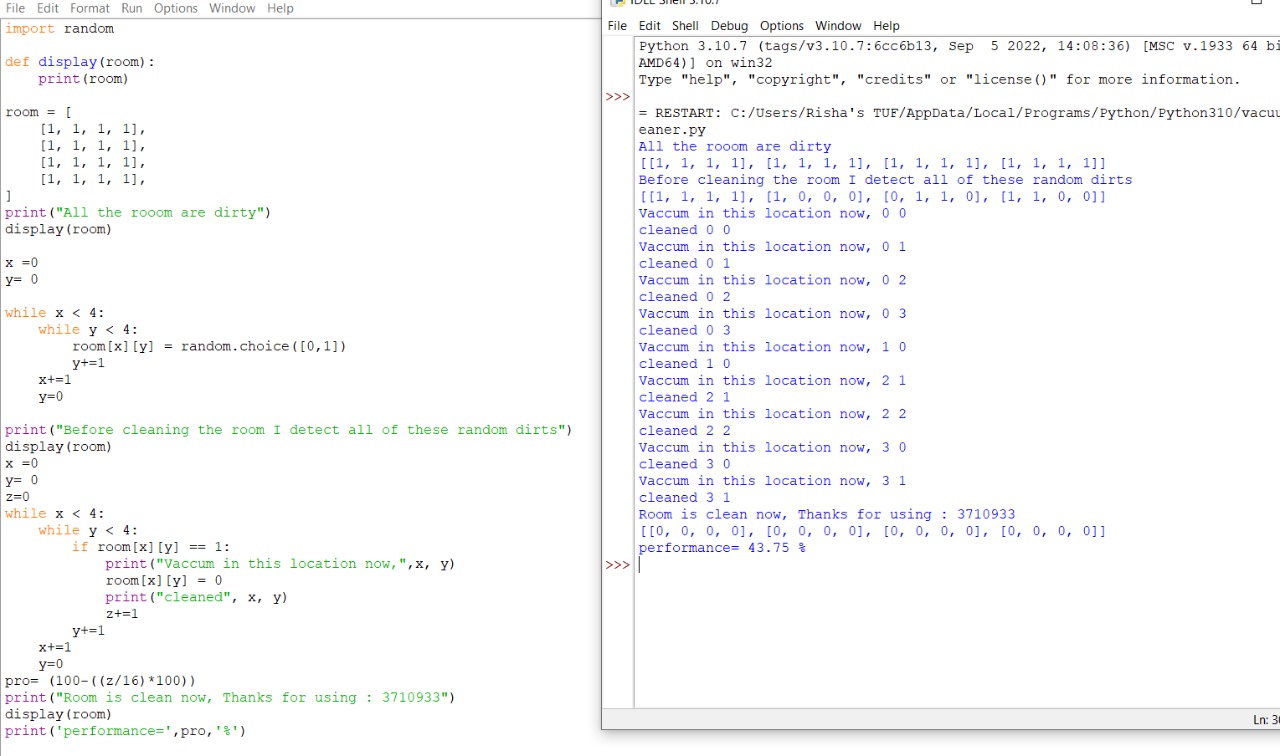 File Edit Format Run Options Window Help
import random
def display(room):
    print(room)
room = [
    [1, 1, 1, 1],
    [1, 1, 1, 1],
    [1, 1, 1, 1],
    [1, 1, 1, 1],
]
print("All the rooom are dirty")
display(room)
x =0
y= 0
while x < 4:
    while y < 4:
        room[x][y] = random.choice([0,1])
        y+=1
    x+=1
    y=0
print("Before cleaning the room I detect all of these random dirts")
display(room)
x =0
y= 0
z=0
while x < 4:
    while y < 4:
        if room[x][y] == 1:
            print("Vaccum in this location now,",x, y)
            room[x][y] = 0
            print("cleaned", x, y)
            z+=1
        y+=1
    x+=1
    y=0
pro= (100-((z/16)*100))
print("Room is clean now, Thanks for using : 3710933")
display(room)
print('performance=',pro,'%')
IDLE Shell 3.10.7
File Edit Shell Debug Options Window Help
Python 3.10.7 (tags/v3.10.7:6cc6b13, Sep  5 2022, 14:08:36) [MSC v.1933 64 bi
AMD64)] on win32
Type "help", "copyright", "credits" or "license()" for more information.
>>>
= RESTART: C:/Users/Risha's TUF/AppData/Local/Programs/Python/Python310/vacuu
eaner.py
All the rooom are dirty
[[1, 1, 1, 1], [1, 1, 1, 1], [1, 1, 1, 1], [1, 1, 1, 1]]
Before cleaning the room I detect all of these random dirts
[[1, 1, 1, 1], [1, 0, 0, 0], [0, 1, 1, 0], [1, 1, 0, 0]]
Vaccum in this location now, 0 0
cleaned 0 0
Vaccum in this location now, 0 1
cleaned 0 1
Vaccum in this location now, 0 2
cleaned 0 2
Vaccum in this location now, 0 3
cleaned 0 3
Vaccum in this location now, 1 0
cleaned 1 0
Vaccum in this location now, 2 1
cleaned 2 1
Vaccum in this location now, 2 2
cleaned 2 2
Vaccum in this location now, 3 0
cleaned 3 0
Vaccum in this location now, 3 1
cleaned 3 1
Room is clean now, Thanks for using : 3710933
[[0, 0, 0, 0], [0, 0, 0, 0], [0, 0, 0, 0], [0, 0, 0, 0]]
performance= 43.75 %
>>>